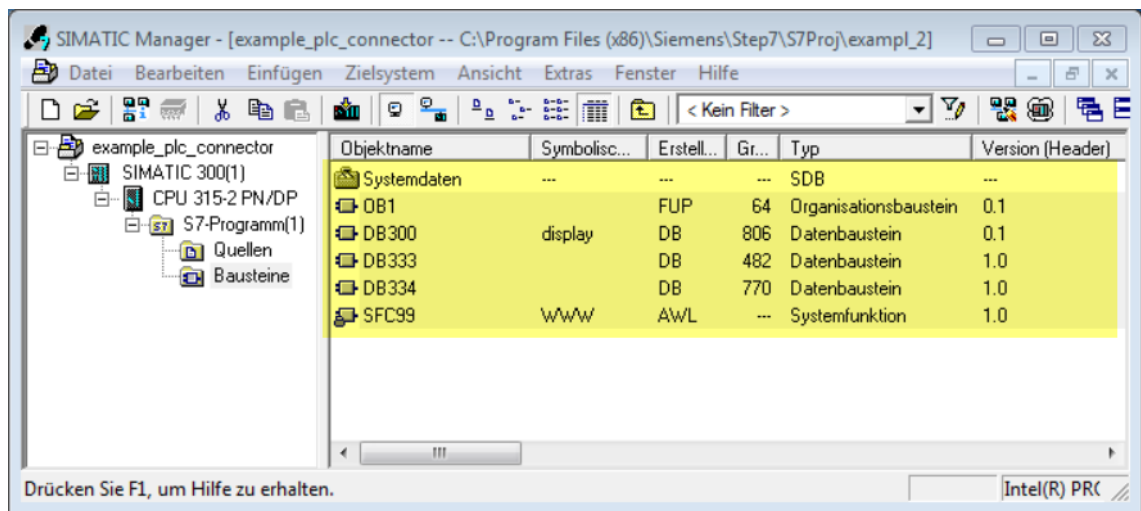 SIMATIC Manager - [example_plc_connector -- C:\Program Files (x86)\Siemens\Step7\S7Proj\exampl_2]
Datei Bearbeiten Einfügen Zielsystem Ansicht Extras Fenster Hilfe
< Kein Filter >
example_plc_connector
SIMATIC 300(1)
CPU 315-2 PN/DP
S7-Programm(1)
Quellen
Bausteine
Objektname Symbolisc... Erstell... Gr... Typ Version (Header)
Systemdaten --- --- --- SDB ---
OB1 FUP 64 Organisationsbaustein 0.1
DB300 display DB 806 Datenbaustein 0.1
DB333 DB 482 Datenbaustein 1.0
DB334 DB 770 Datenbaustein 1.0
SFC99 WWW AWL --- Systemfunktion 1.0
Drücken Sie F1, um Hilfe zu erhalten.
Intel(R) PRC